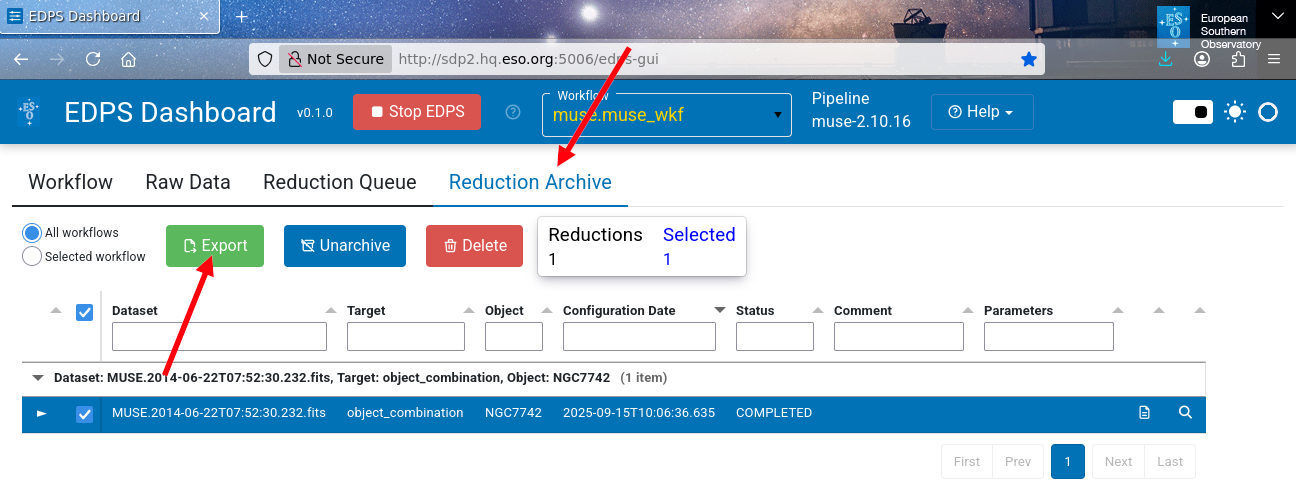 EDPS Dashboard
ESO
European
Southern
Observatory
Not Secure http://sdp2.hq.eso.org:5006/edps-gui
EDPS Dashboard v0.1.0 Stop EDPS
Workflow
muse.muse_wkf
Pipeline
muse-2.10.16
Help
Workflow Raw Data Reduction Queue Reduction Archive
All workflows
Selected workflow
Export Unarchive Delete
Reductions Selected
1 1
Dataset Target Object Configuration Date Status Comment Parameters
Dataset: MUSE.2014-06-22T07:52:30.232.fits, Target: object_combination, Object: NGC7742 (1 item)
MUSE.2014-06-22T07:52:30.232.fits object_combination NGC7742 2025-09-15T10:06:36.635 COMPLETED
First Prev 1 Next Last